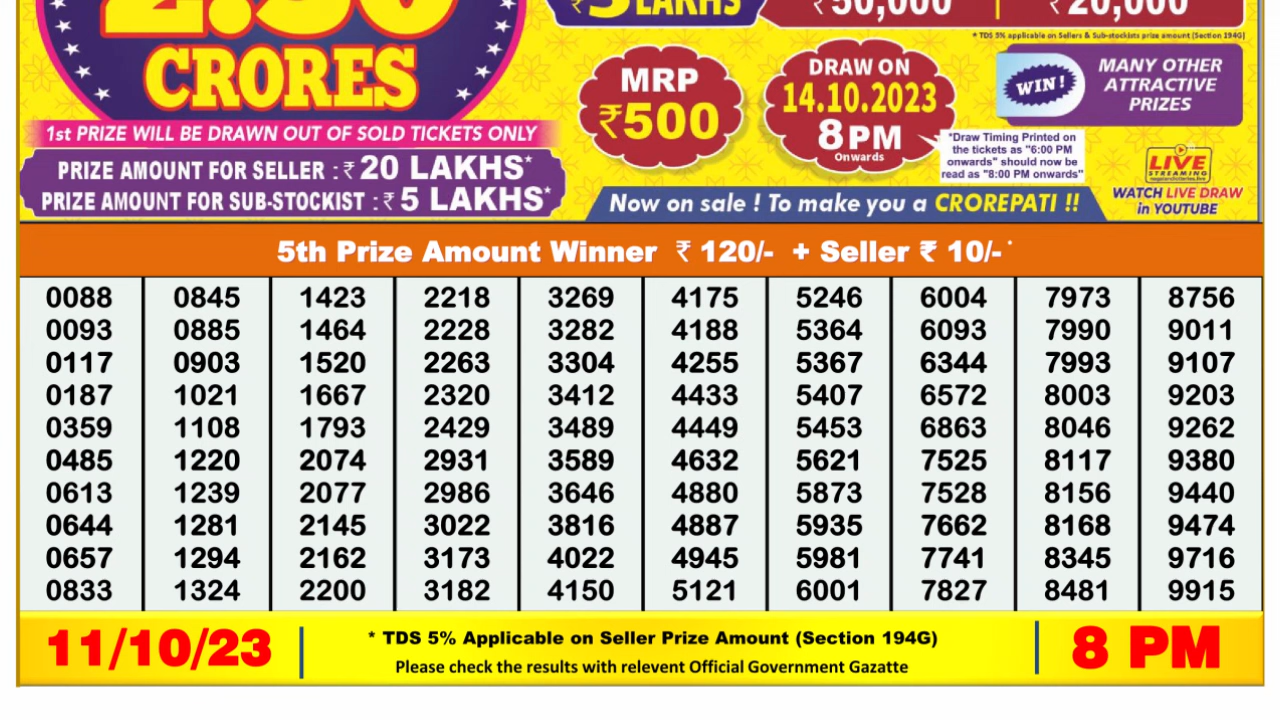 2.50
CRORES
1st PRIZE WILL BE DRAWN OUT OF SOLD TICKETS ONLY
PRIZE AMOUNT FOR SELLER : ₹ 20 LAKHS*
PRIZE AMOUNT FOR SUB-STOCKIST : ₹ 5 LAKHS*
₹5 LAKHS
₹50,000
₹20,000
* TDS 5% applicable on Sellers & Sub-stockists prize amount (Section 194G)
MRP
₹500
DRAW ON
14.10.2023
8PM
Onwards
WIN!
MANY OTHER
ATTRACTIVE
PRIZES
"Draw Timing Printed on
the tickets as "6:00 PM
onwards" should now be
read as "8:00 PM onwards"
LIVE
STREAMING
WATCH LIVE DRAW
in YOUTUBE
Now on sale ! To make you a CROREPATI !!
5th Prize Amount Winner ₹ 120/- + Seller ₹ 10/- *
0088 0845 1423 2218 3269 4175 5246 6004 7973 8756
0093 0885 1464 2228 3282 4188 5364 6093 7990 9011
0117 0903 1520 2263 3304 4255 5367 6344 7993 9107
0187 1021 1667 2320 3412 4433 5407 6572 8003 9203
0359 1108 1793 2429 3489 4449 5453 6863 8046 9262
0485 1220 2074 2931 3589 4632 5621 7525 8117 9380
0613 1239 2077 2986 3646 4880 5873 7528 8156 9440
0644 1281 2145 3022 3816 4887 5935 7662 8168 9474
0657 1294 2162 3173 4022 4945 5981 7741 8345 9716
0833 1324 2200 3182 4150 5121 6001 7827 8481 9915
11/10/23
* TDS 5% Applicable on Seller Prize Amount (Section 194G)
Please check the results with relevent Official Government Gazatte
8 PM